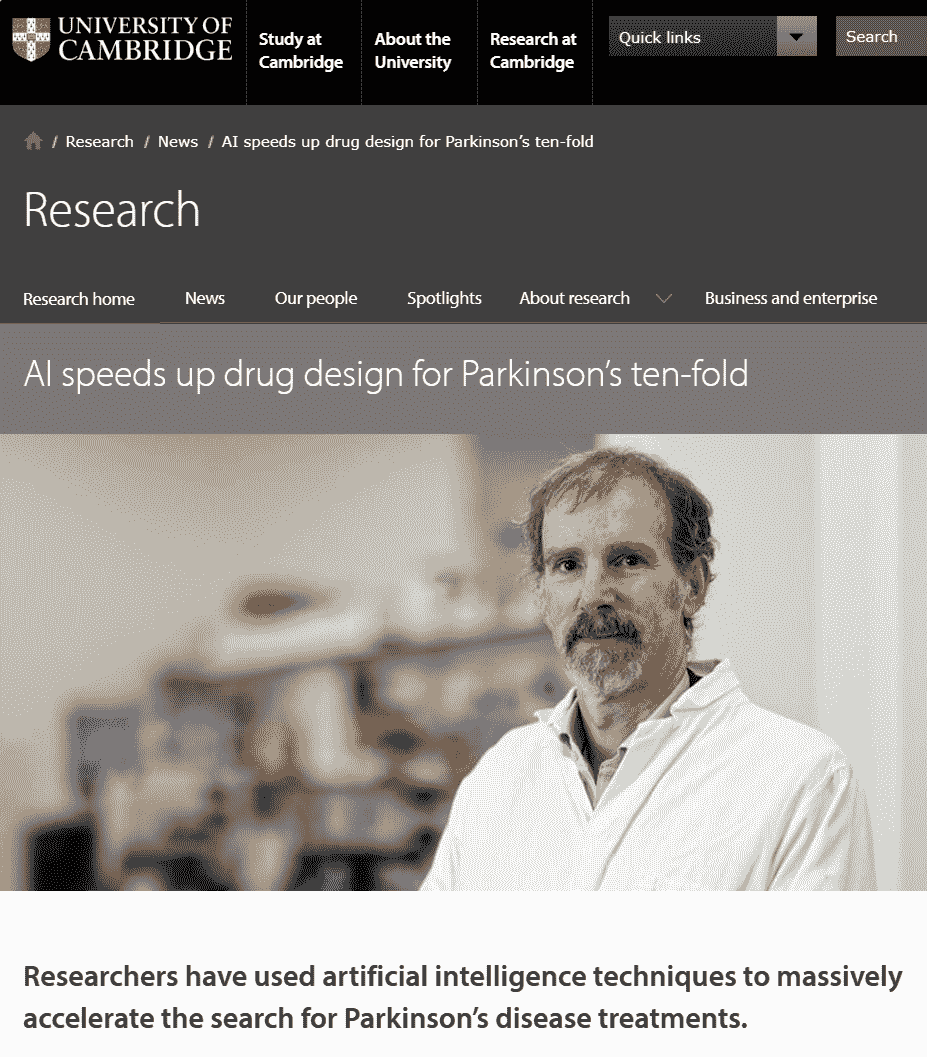 UNIVERSITY OF
CAMBRIDGE
Study at
Cambridge
About the
University
Research at
Cambridge
Quick links
Search
/ Research / News / AI speeds up drug design for Parkinson’s ten-fold
Research
Research home News Our people Spotlights About research Business and enterprise
AI speeds up drug design for Parkinson’s ten-fold
Researchers have used artificial intelligence techniques to massively
accelerate the search for Parkinson’s disease treatments.